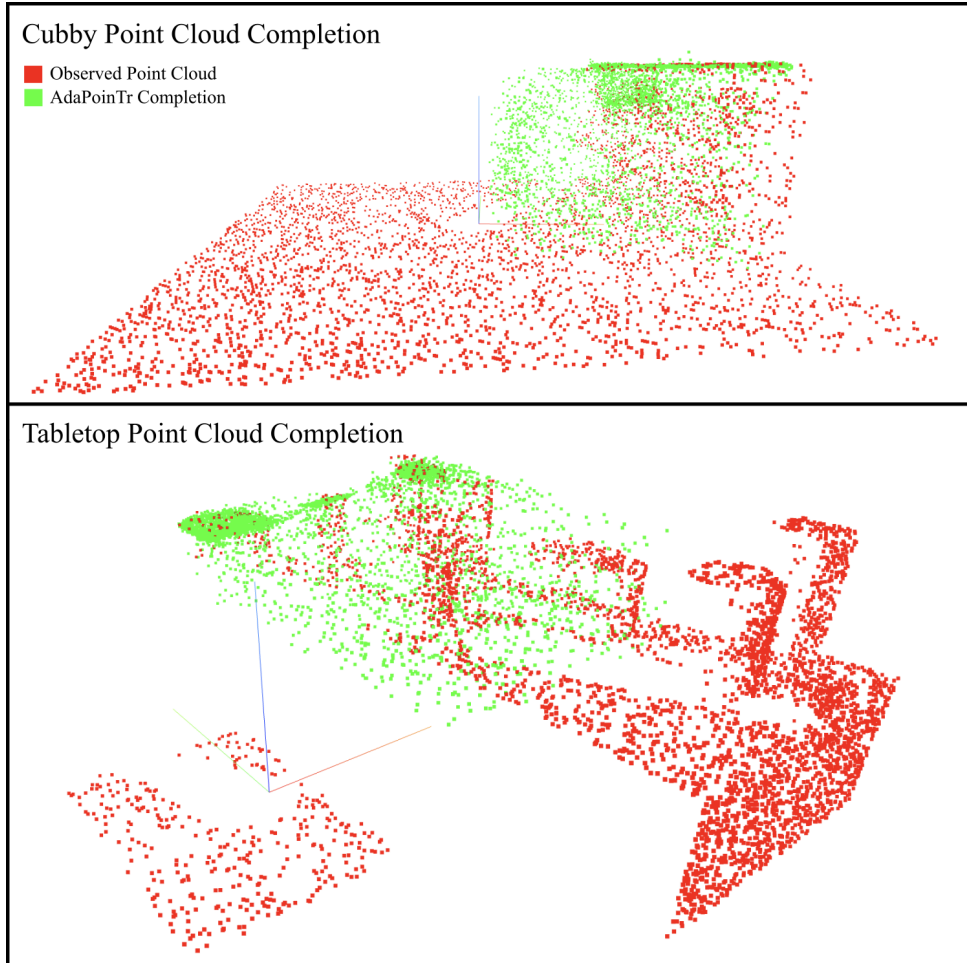 Cubby Point Cloud Completion
Observed Point Cloud
AdaPoinTr Completion
Tabletop Point Cloud Completion